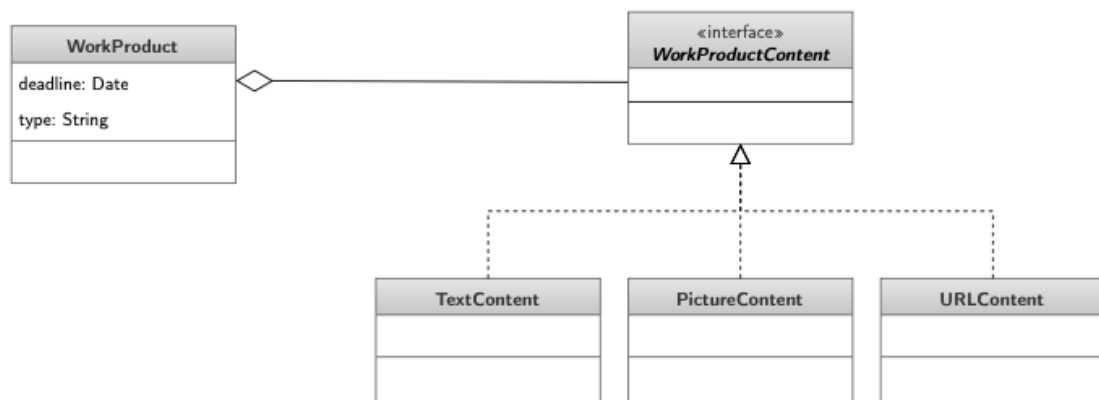 WorkProduct
deadline: Date
type: String
«interface»
WorkProductContent
TextContent
PictureContent
URLContent